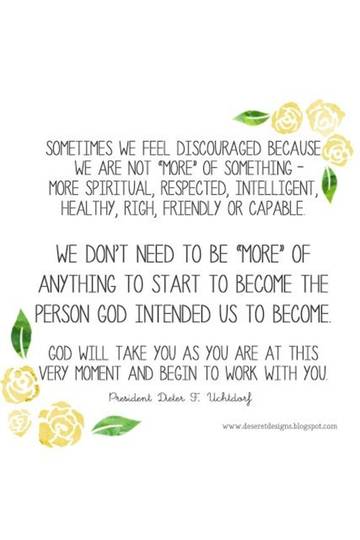 SOMETIMES WE FEEL DISCOURAGED BECAUSE
WE ARE NOT "MORE" OF SOMETHING -
MORE SPIRITUAL, RESPECTED, INTELLIGENT,
HEALTHY, RIGH, FRIENDLY OR CAPABLE.
WE DON'T NEED TO BE "MORE" OF
ANYTHING TO START TO BECOME THE
PERSON GOD INTENDED US TO BECOME.
GOD WILL TAKE YOU AS YOU ARE AT THIS
VERY MOMENT AND BEGIN TO WORK WITH YOU.
President Dieter F. Uchtdorf
www.deseretdesigns.blogspot.com